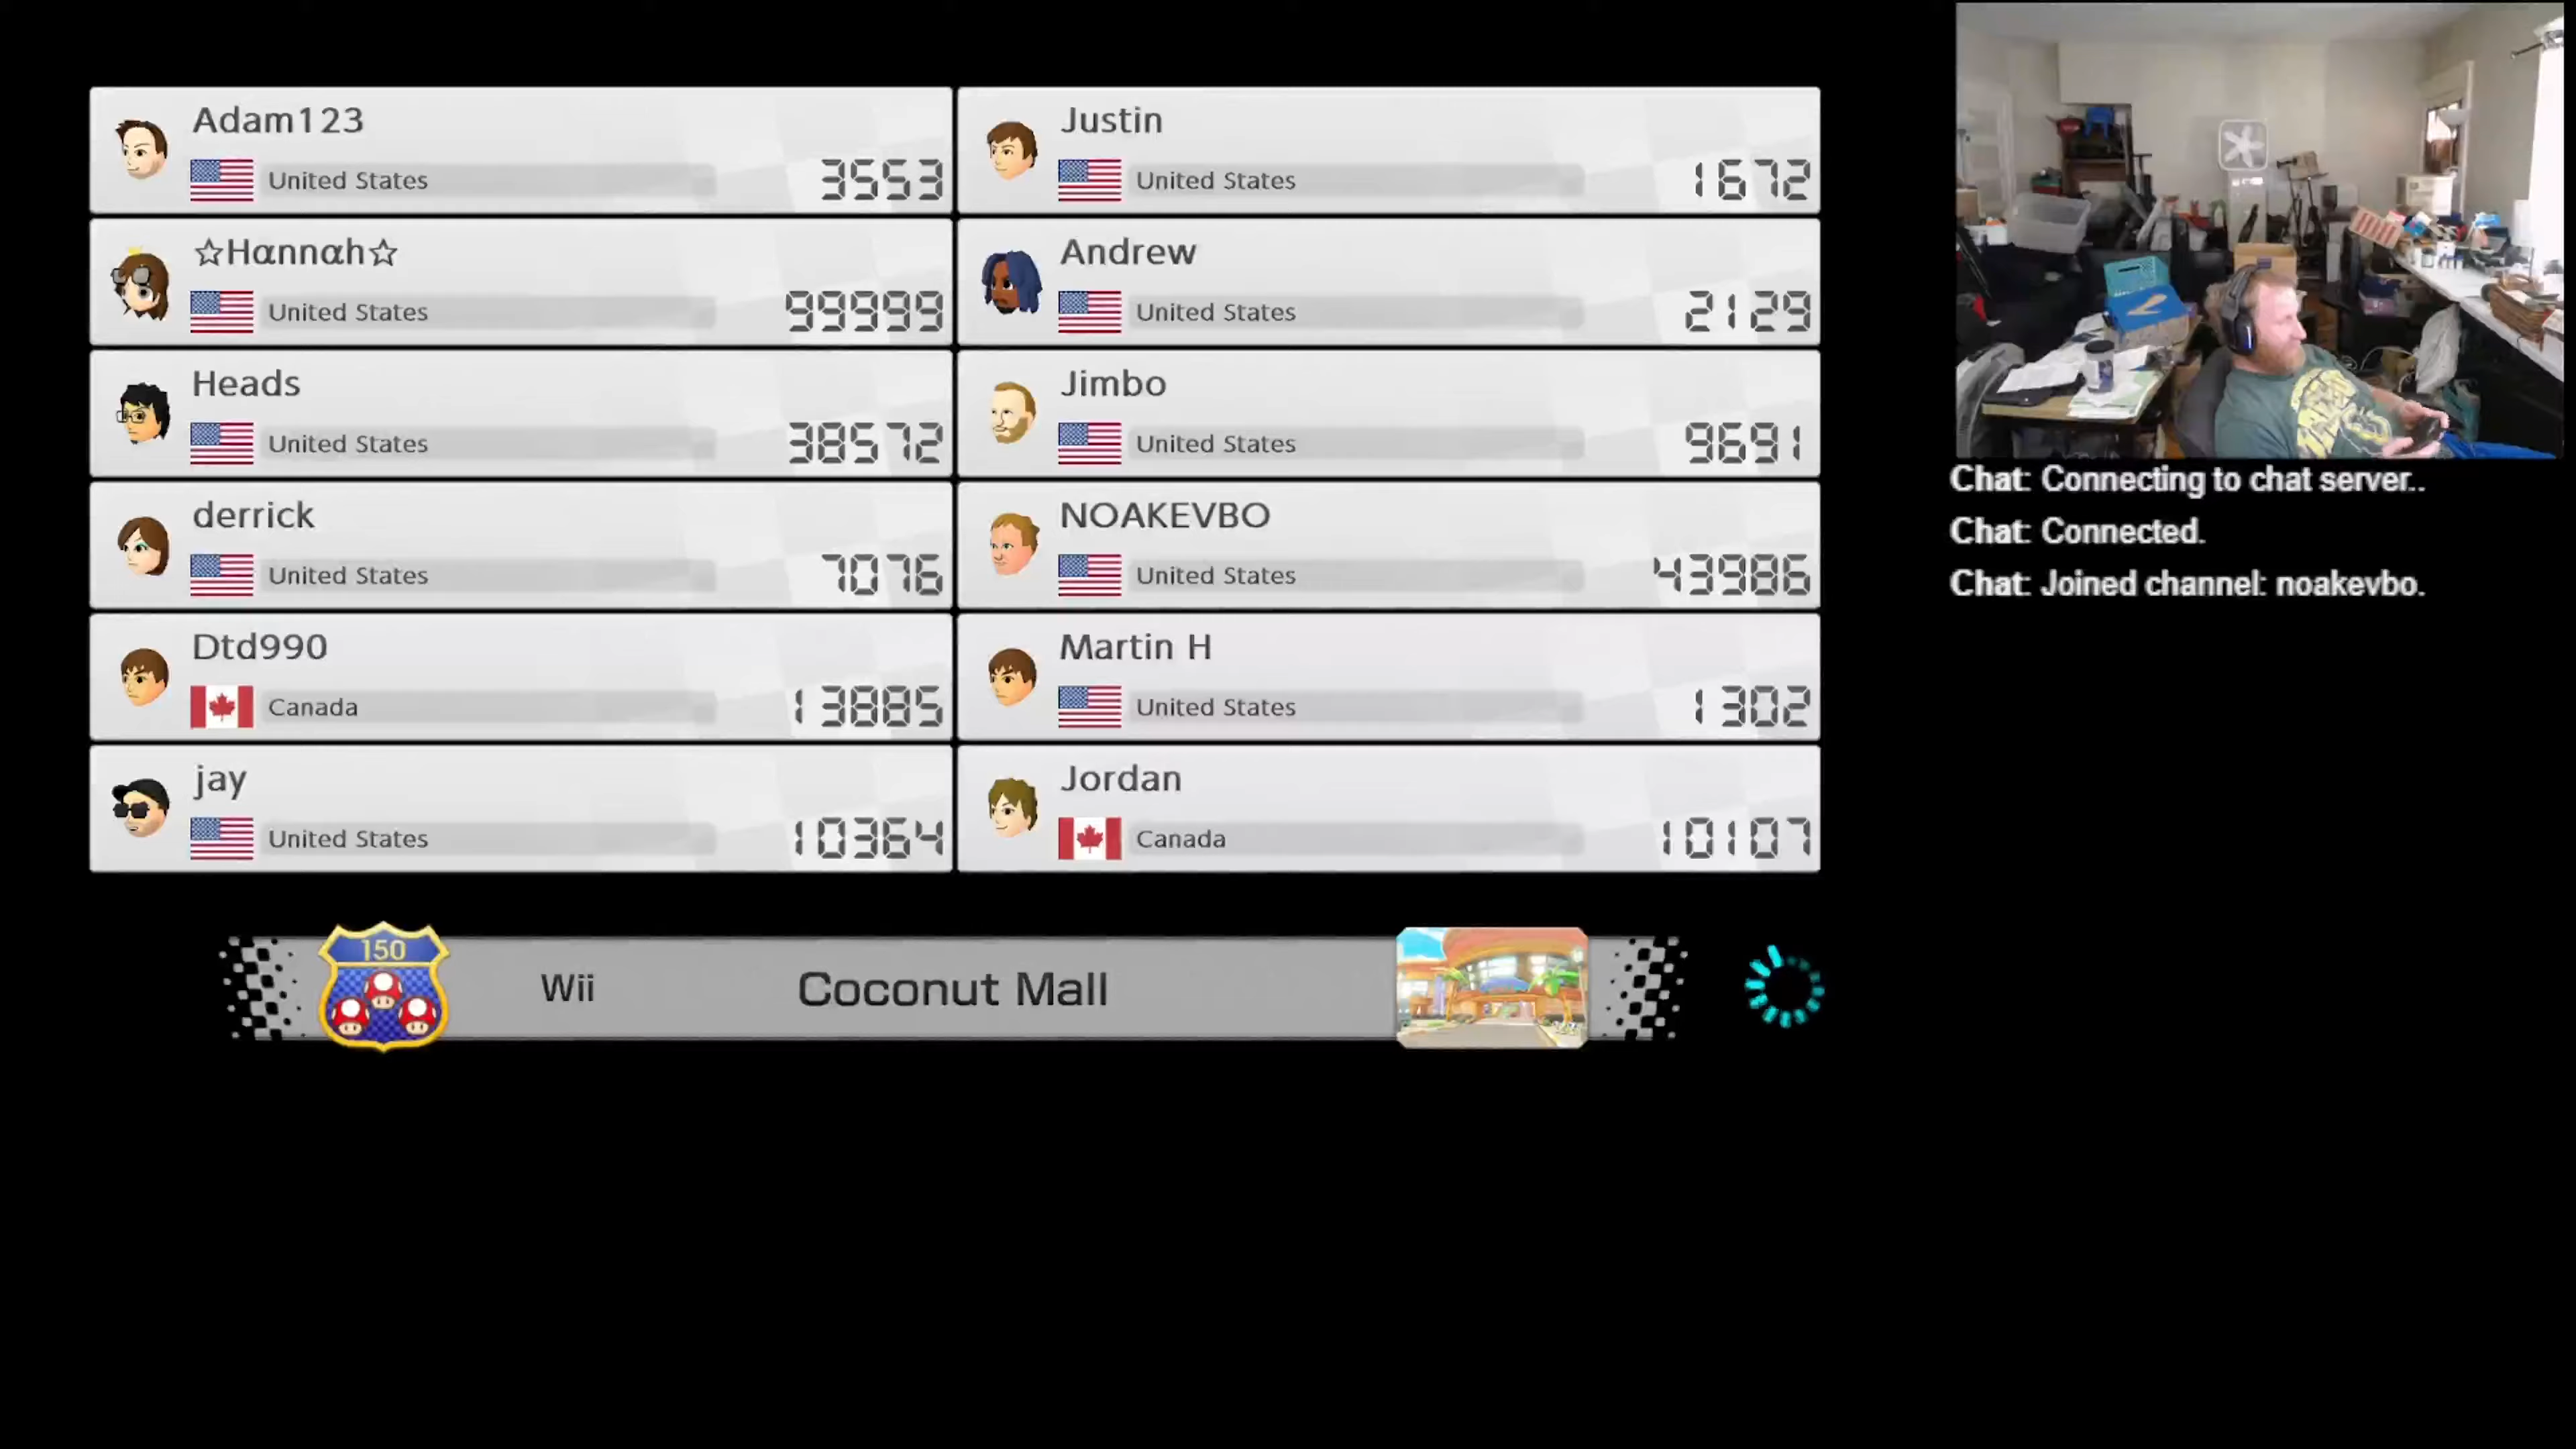 Adam123
United States 3553
☆Hαnnαh☆
United States 99999
Heads
United States 38572
derrick
United States 7076
Dtd990
Canada 13885
jay
United States 10364
Justin
United States 1672
Andrew
United States 2129
Jimbo
United States 9691
NOAKEVBO
United States 43986
Martin H
United States 1302
Jordan
Canada 10107
150 Wii Coconut Mall
Chat: Connecting to chat server..
Chat: Connected.
Chat: Joined channel: noakevbo.